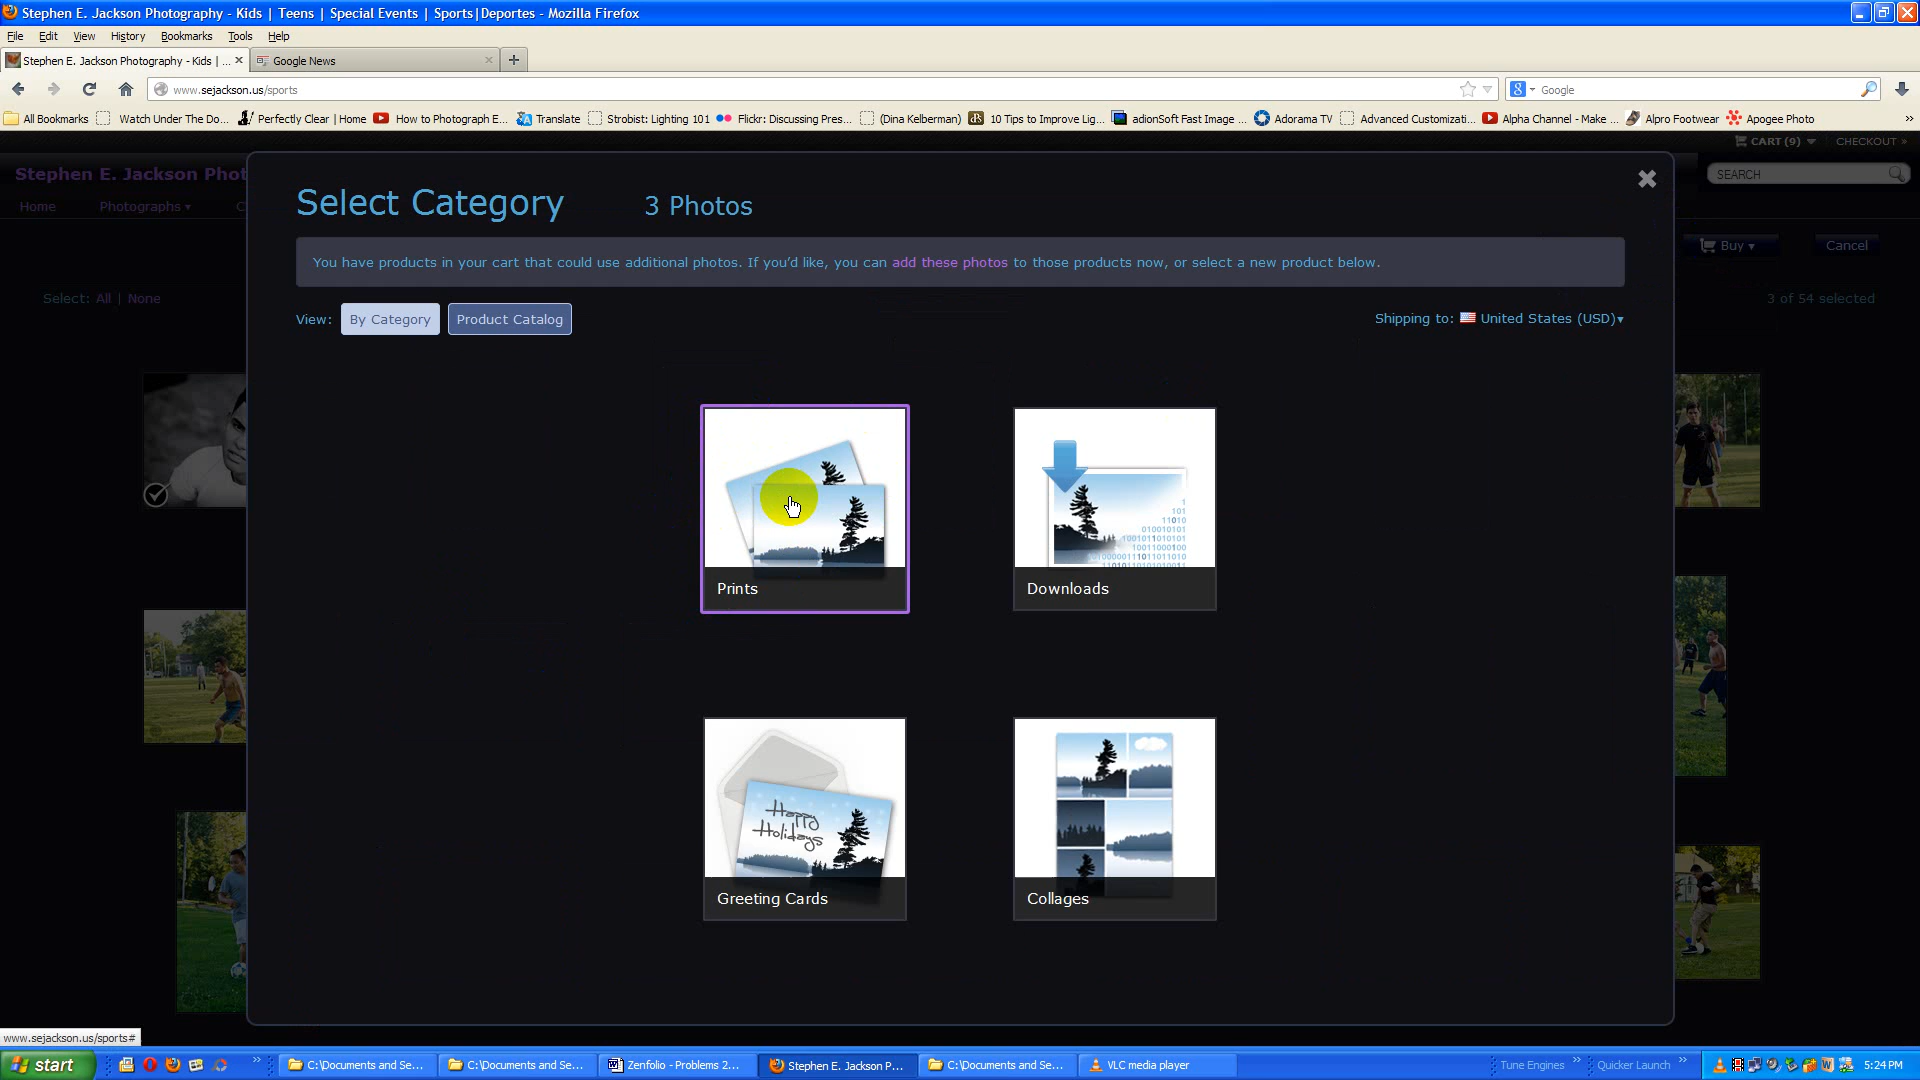 Stephen E. Jackson Photography - Kids | Teens | Special Events | Sports|Deportes - Mozilla Firefox
File Edit View History Bookmarks Tools Help
Stephen E. Jackson Photography - Kids | ... Google News
www.sejackson.us/sports Google
All Bookmarks Watch Under The Do... Perfectly Clear | Home How to Photograph E... Translate Strobist: Lighting 101 Flickr: Discussing Pres... (Dina Kelberman) 10 Tips to Improve Lig... adionSoft Fast Image ... Adorama TV Advanced Customizati... Alpha Channel - Make ... Alpro Footwear Apogee Photo
CART (9) CHECKOUT »
Stephen E. Jackson Phot
SEARCH
Home Photographs C
Select Category 3 Photos
Buy Cancel
You have products in your cart that could use additional photos. If you'd like, you can add these photos to those products now, or select a new product below.
Select: All | None 3 of 54 selected
View: By Category Product Catalog Shipping to: United States (USD)
1
101
11010
010010101
10010101100
10011000100
Prints Downloads
Happy
Holidays
Greeting Cards Collages
www.sejackson.us/sports#
start C:\Documents and Se... C:\Documents and Se... Zenfolio - Problems 2... Stephen E. Jackson P... C:\Documents and Se... VLC media player Tune Engines Quicker Launch 5:24 PM